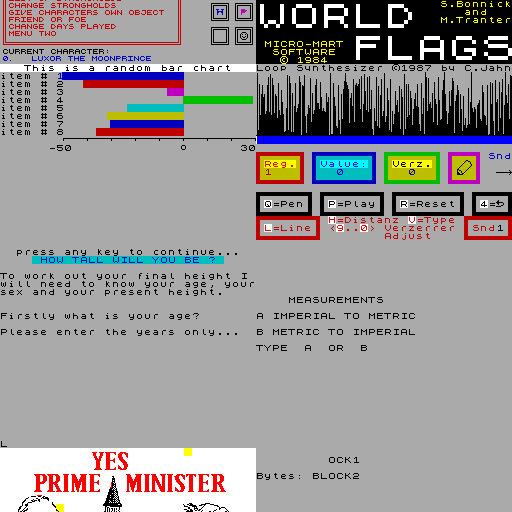 CHANGE STRONGHOLDS
GIVE CHARACTERS OWN OBJECT
FRIEND OR FOE
CHANGE DAYS PLAYED
MENU TWO
CURRENT CHARACTER:
0. LUXOR THE MOONPRINCE
WORLD
FLAGS
S.Bonnick
and
M.Tranter
MICRO-MART
SOFTWARE
© 1984
This is a random bar chart
item # 1
item # 2
item # 3
item # 4
item # 5
item # 6
item # 7
item # 8
-50 0 30
press any key to continue...
Loop Synthesizer ©1987 by C.Jahn
Reg. 1
Value: 0
Verz. 0
Snd
Q=Pen P=Play R=Reset 4=
H=Distanz V=Type
L=Line <9..0> Verzerrer Snd1
Adjust
HOW TALL WILL YOU BE ?
To work out your final height I
will need to know your age, your
sex and your present height.
Firstly what is your age?
Please enter the years only...
L
MEASUREMENTS
A IMPERIAL TO METRIC
B METRIC TO IMPERIAL
TYPE A OR B
YES
PRIME MINISTER
OCK1
Bytes: BLOCK2